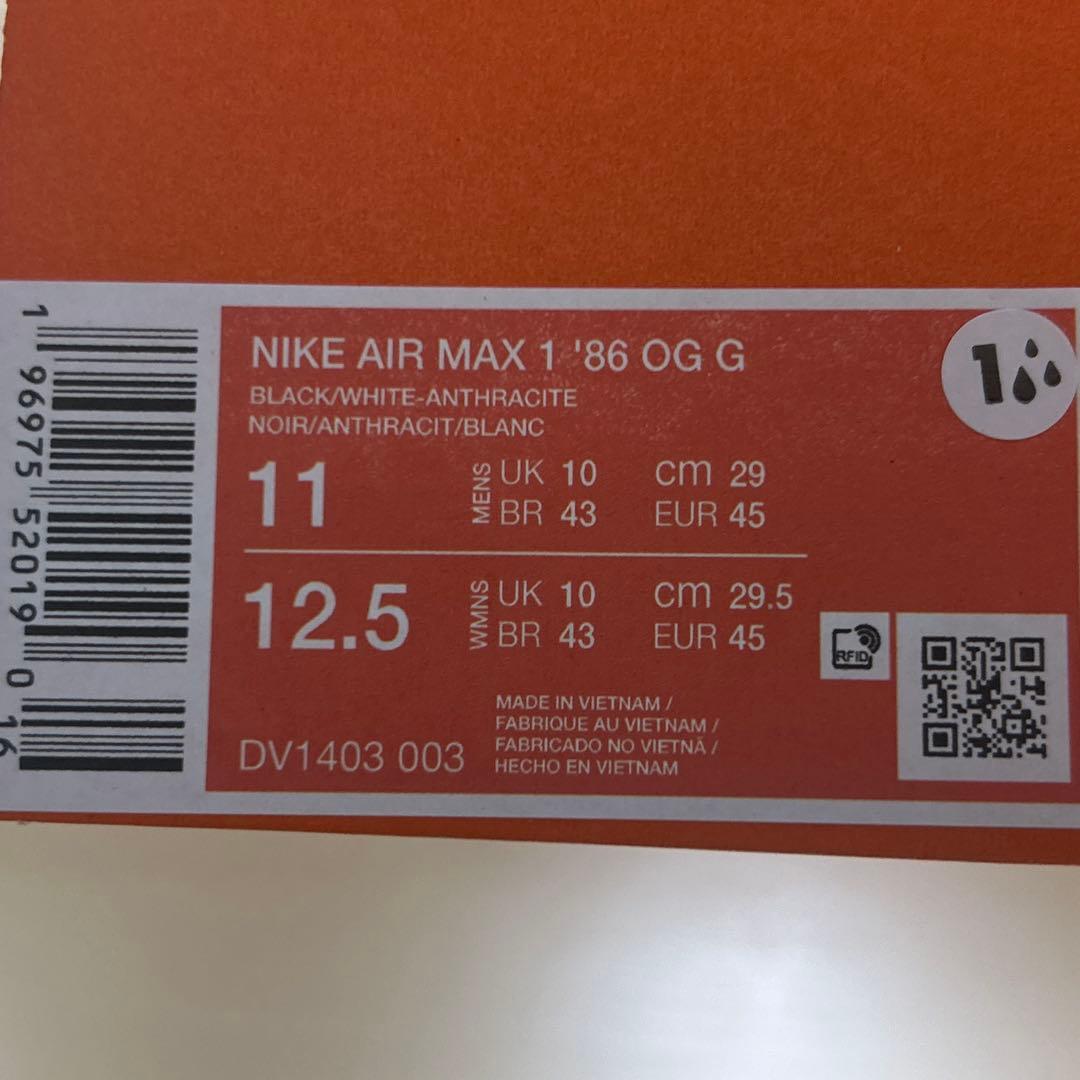 NIKE AIR MAX 1 '86 OG G
BLACK/WHITE-ANTHRACITE
NOIR/ANTHRACIT/BLANC
11 MENS UK 10 cm 29
BR 43 EUR 45
12.5 WMNS UK 10 cm 29.5
BR 43 EUR 45
MADE IN VIETNAM /
FABRIQUE AU VIETNAM /
FABRICADO NO VIETNÃ /
HECHO EN VIETNAM
DV1403 003
RFID
1
1 96975 52019 0 16